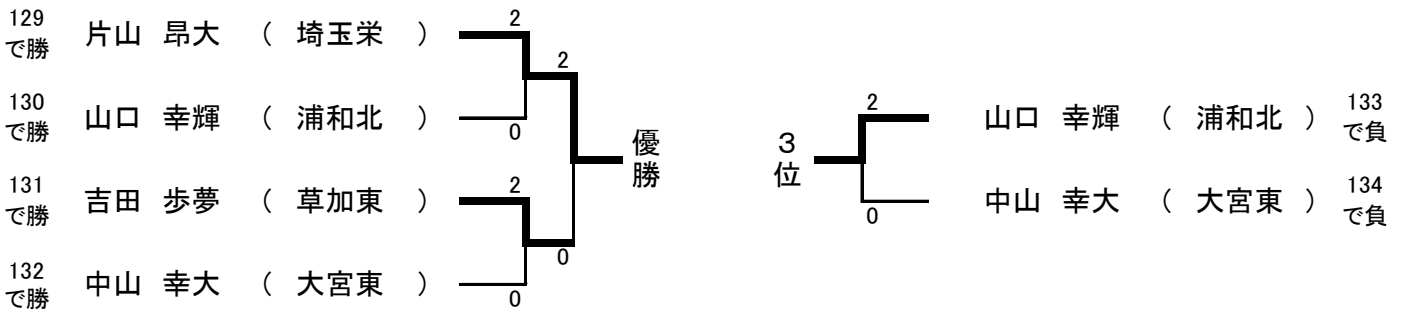 129
で勝
片山 昂大 ( 埼玉栄 )
2
2
130
で勝
山口 幸輝 ( 浦和北 )
0
優勝
131
で勝
吉田 歩夢 ( 草加東 )
2
0
132
で勝
中山 幸大 ( 大宮東 )
0
3位
2
山口 幸輝 ( 浦和北 )
133
で負
0
中山 幸大 ( 大宮東 )
134
で負